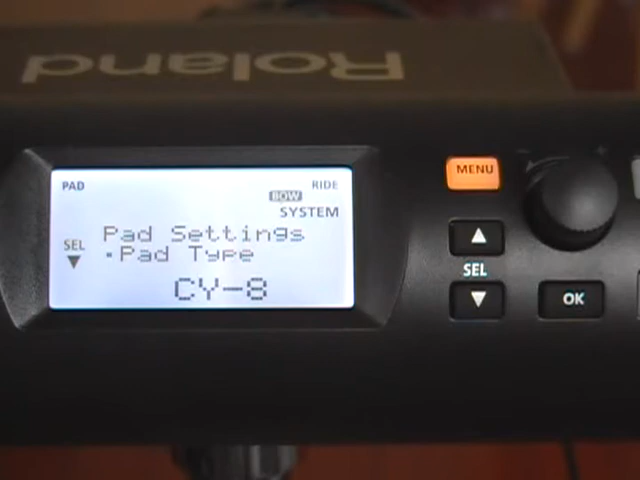 Roland
PAD
RIDE
BOW
SYSTEM
SEL
Pad Settings
Pad Type
CY-8
MENU
SEL
OK